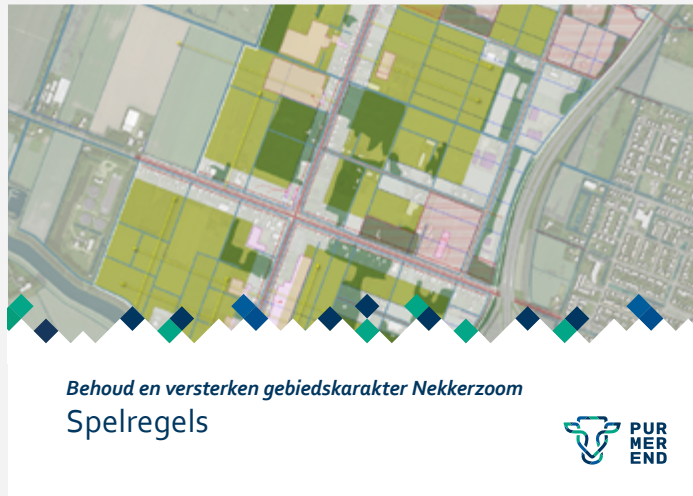 Behoud en versterken gebiedskarakter Nekkerzoom
Spelregels
PUR
MER
END